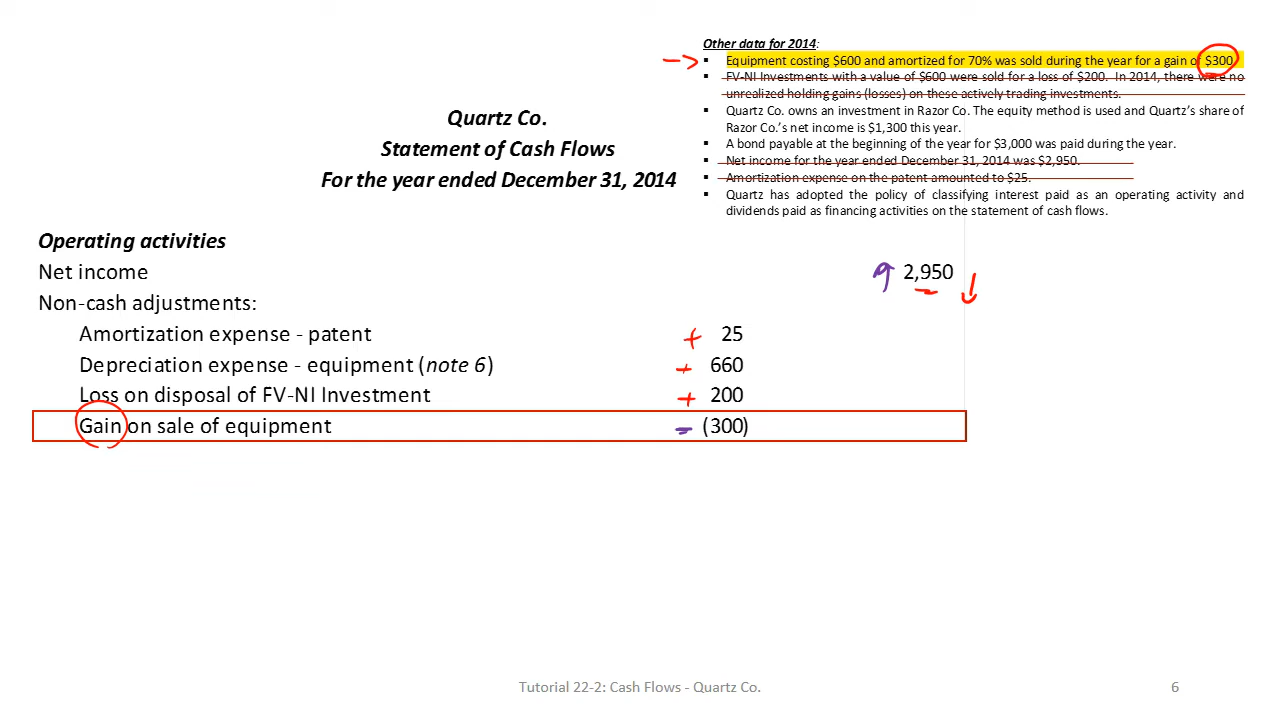 Other data for 2014:
▪ Equipment costing $600 and amortized for 70% was sold during the year for a gain of $300.
▪ FV-NI Investments with a value of $600 were sold for a loss of $200. In 2014, there were no
unrealized holding gains (losses) on these actively trading investments.
▪ Quartz Co. owns an investment in Razor Co. The equity method is used and Quartz’s share of
Razor Co.’s net income is $1,300 this year.
▪ A bond payable at the beginning of the year for $3,000 was paid during the year.
▪ Net income for the year ended December 31, 2014 was $2,950.
▪ Amortization expense on the patent amounted to $25.
▪ Quartz has adopted the policy of classifying interest paid as an operating activity and
dividends paid as financing activities on the statement of cash flows.
Quartz Co.
Statement of Cash Flows
For the year ended December 31, 2014
Operating activities
Net income 2,950
Non-cash adjustments:
Amortization expense - patent + 25
Depreciation expense - equipment (note 6) + 660
Loss on disposal of FV-NI Investment + 200
Gain on sale of equipment - (300)
Tutorial 22-2: Cash Flows - Quartz Co. 6